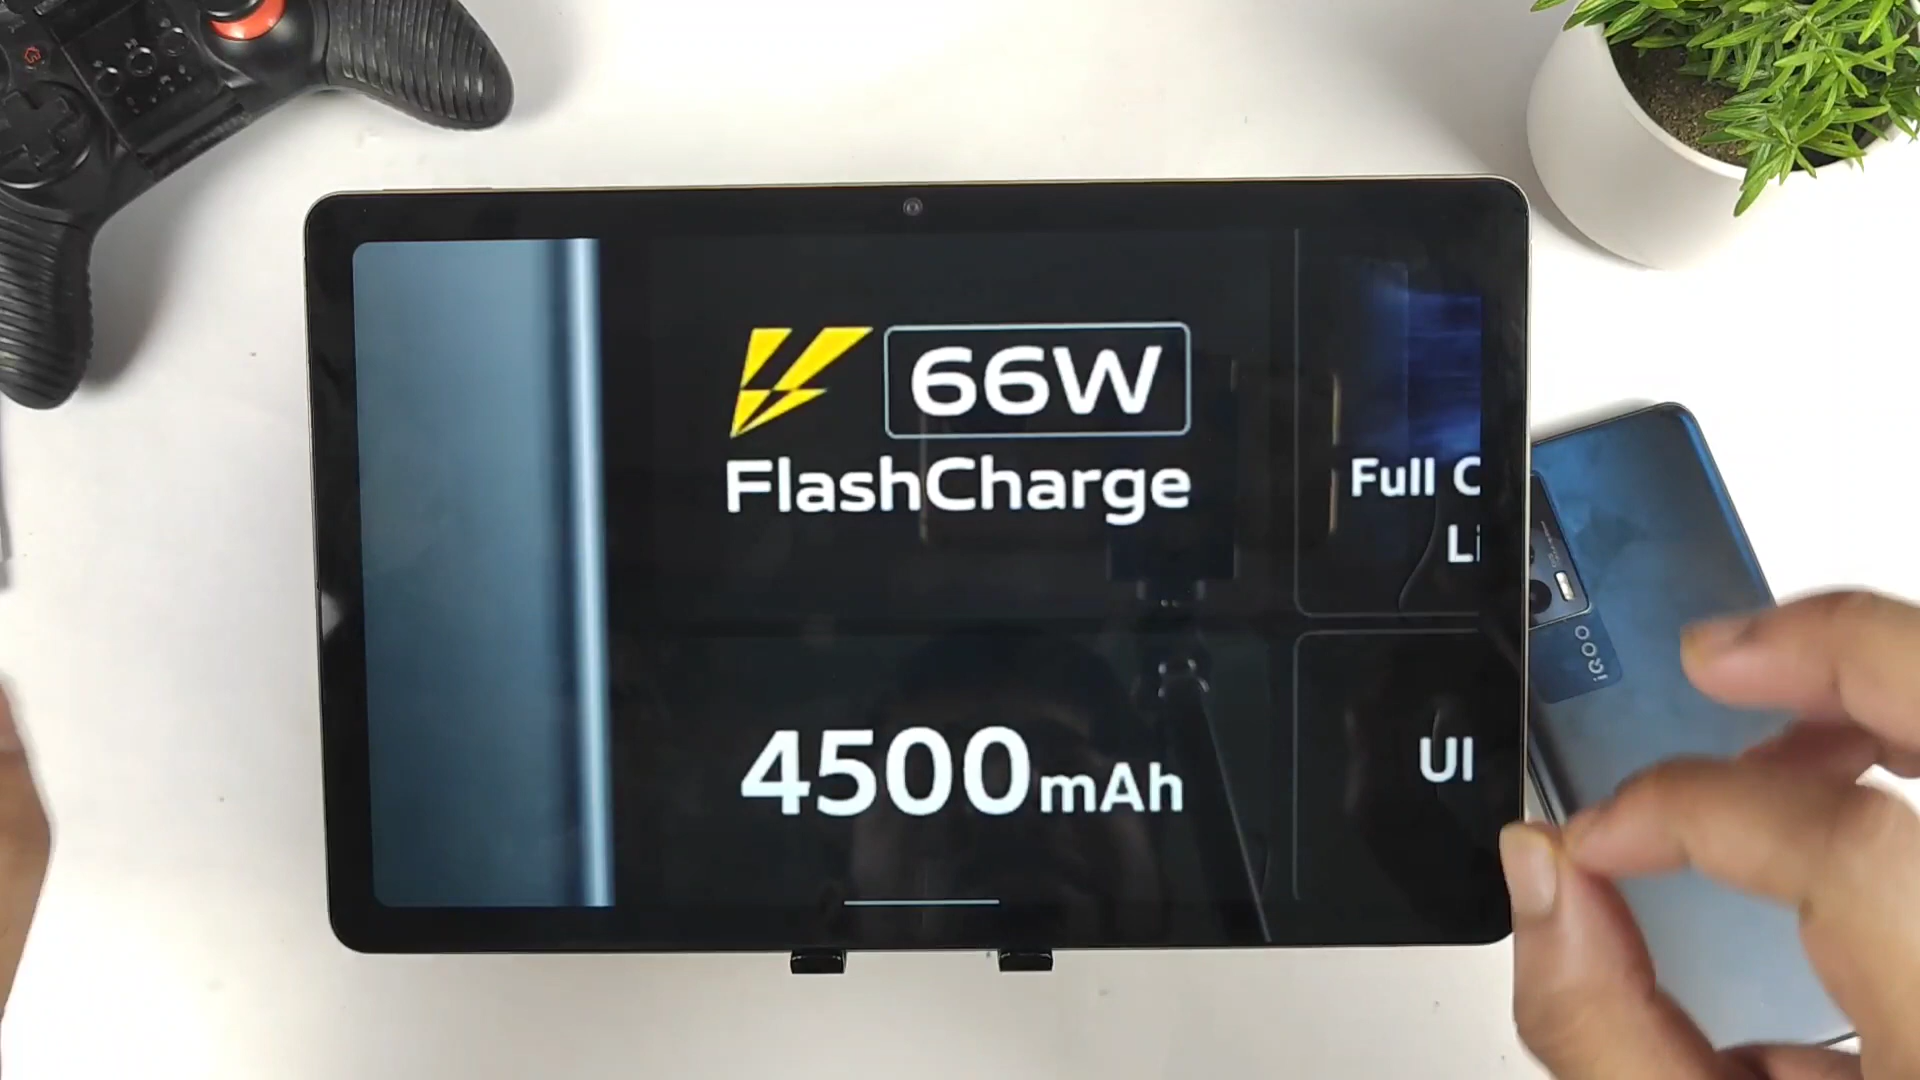 66W
FlashCharge
Full C
Li
4500mAh
UI
iQOO